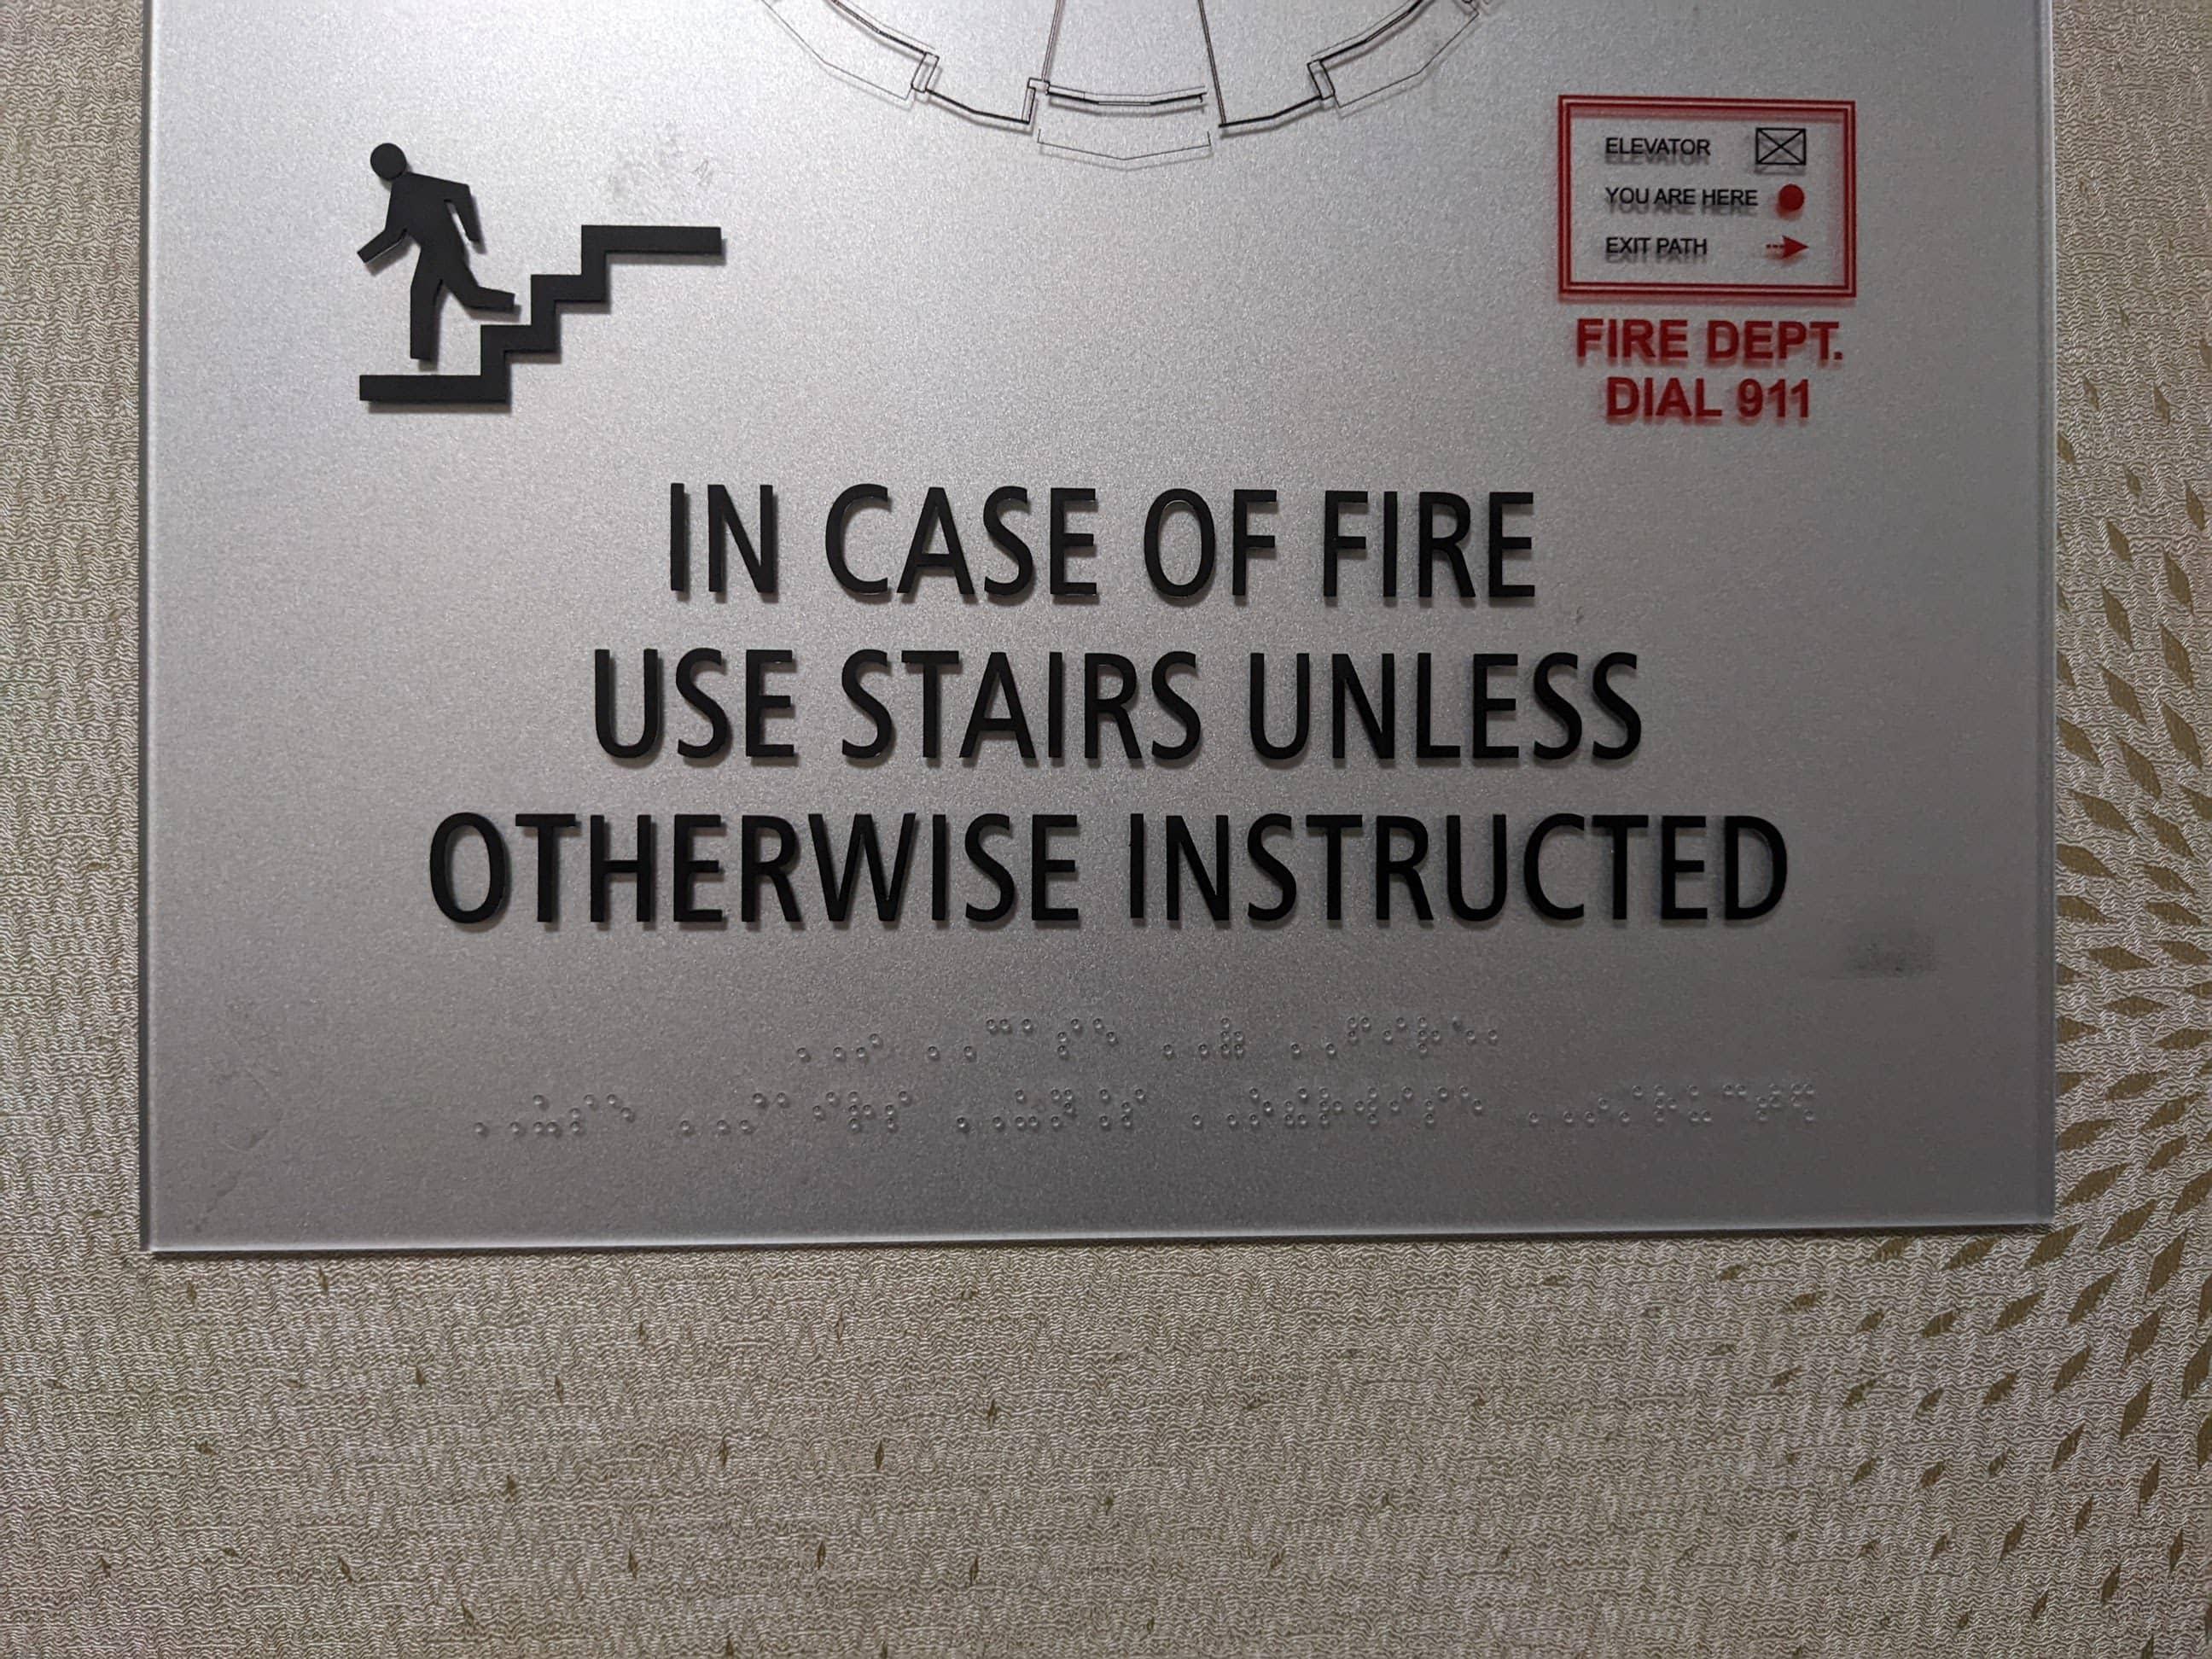 ELEVATOR
YOU ARE HERE
EXIT PATH
FIRE DEPT.
DIAL 911
IN CASE OF FIRE
USE STAIRS UNLESS
OTHERWISE INSTRUCTED